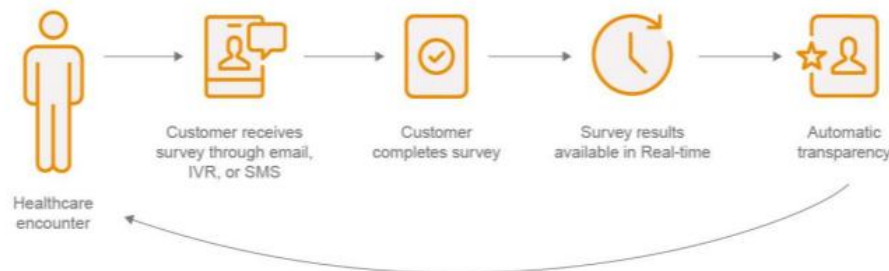 Healthcare
encounter
Customer receives
survey through email,
IVR, or SMS
Customer
completes survey
Survey results
available in Real-time
Automatic
transparency